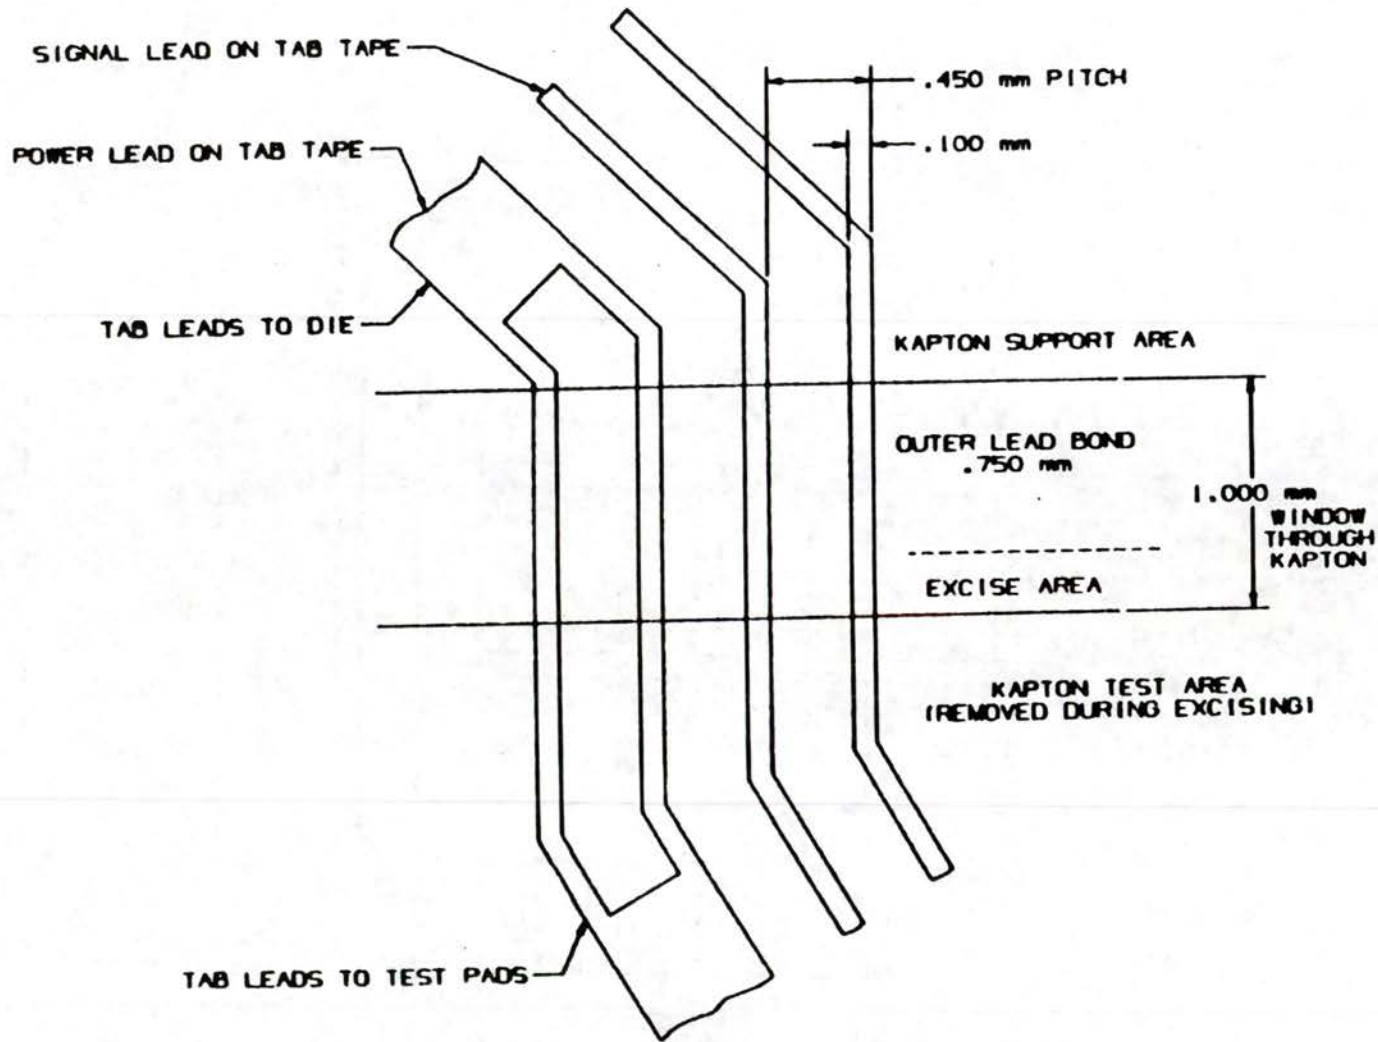 SIGNAL LEAD ON TAB TAPE
.450 mm PITCH
.100 mm
POWER LEAD ON TAB TAPE
TAB LEADS TO DIE
KAPTON SUPPORT AREA
OUTER LEAD BOND
.750 mm
1.000 mm
WINDOW
THROUGH
KAPTON
EXCISE AREA
KAPTON TEST AREA
(REMOVED DURING EXCISING)
TAB LEADS TO TEST PADS